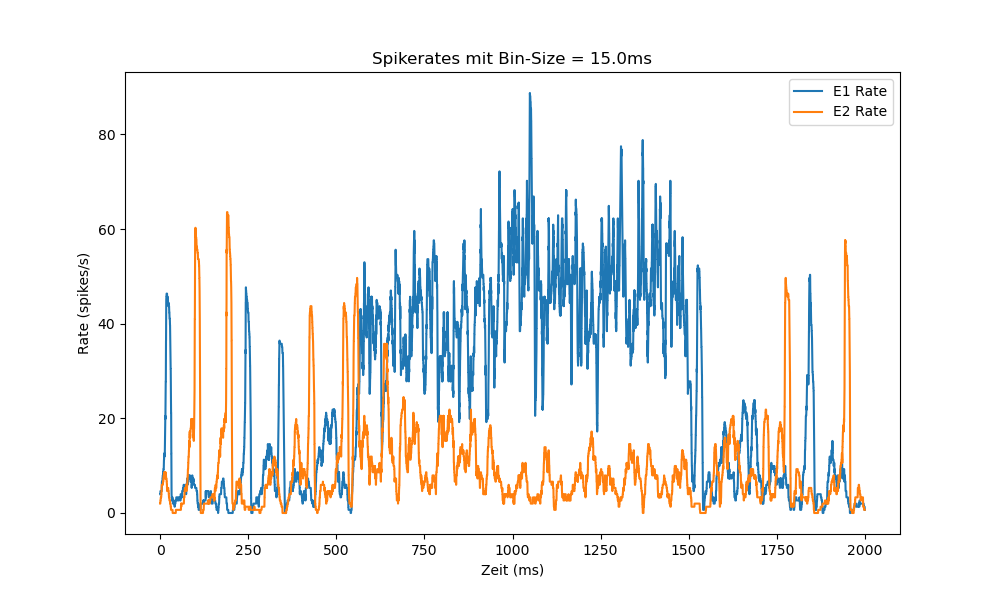 Spikerates mit Bin-Size = 15.0ms
E1 Rate
E2 Rate
Rate (spikes/s)
80
60
40
20
0
0 250 500 750 1000 1250 1500 1750 2000
Zeit (ms)